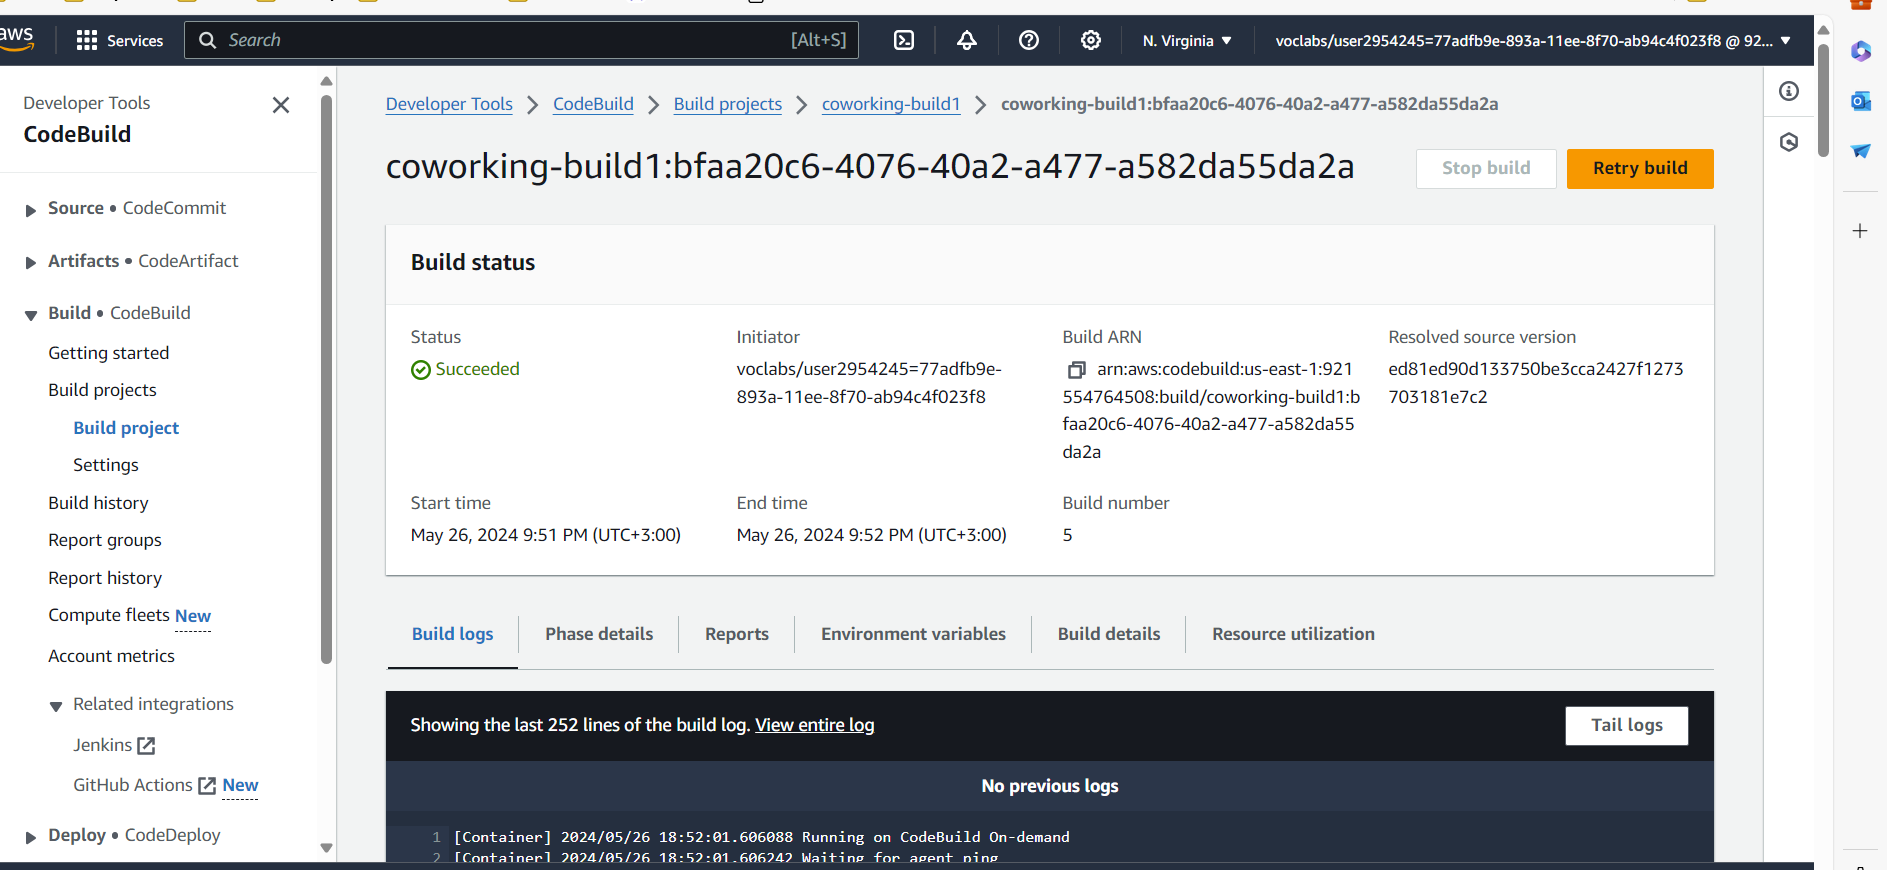 aws
Services
Search
[Alt+S]
N. Virginia
voclabs/user2954245=77adfb9e-893a-11ee-8f70-ab94c4f023f8 @ 92...
Developer Tools
CodeBuild
Source • CodeCommit
Artifacts • CodeArtifact
Build • CodeBuild
Getting started
Build projects
Build project
Settings
Build history
Report groups
Report history
Compute fleets New
Account metrics
Related integrations
Jenkins
GitHub Actions New
Deploy • CodeDeploy
Developer Tools
CodeBuild
Build projects
coworking-build1
coworking-build1:bfaa20c6-4076-40a2-a477-a582da55da2a
coworking-build1:bfaa20c6-4076-40a2-a477-a582da55da2a
Stop build
Retry build
Build status
Status
Succeeded
Initiator
voclabs/user2954245=77adfb9e-
893a-11ee-8f70-ab94c4f023f8
Build ARN
arn:aws:codebuild:us-east-1:921
554764508:build/coworking-build1:b
faa20c6-4076-40a2-a477-a582da55
da2a
Resolved source version
ed81ed90d133750be3cca2427f1273
703181e7c2
Start time
May 26, 2024 9:51 PM (UTC+3:00)
End time
May 26, 2024 9:52 PM (UTC+3:00)
Build number
5
Build logs
Phase details
Reports
Environment variables
Build details
Resource utilization
Showing the last 252 lines of the build log. View entire log
Tail logs
No previous logs
1 [Container] 2024/05/26 18:52:01.606088 Running on CodeBuild On-demand
2 [Container] 2024/05/26 18:52:01.606242 Waiting for agent ping